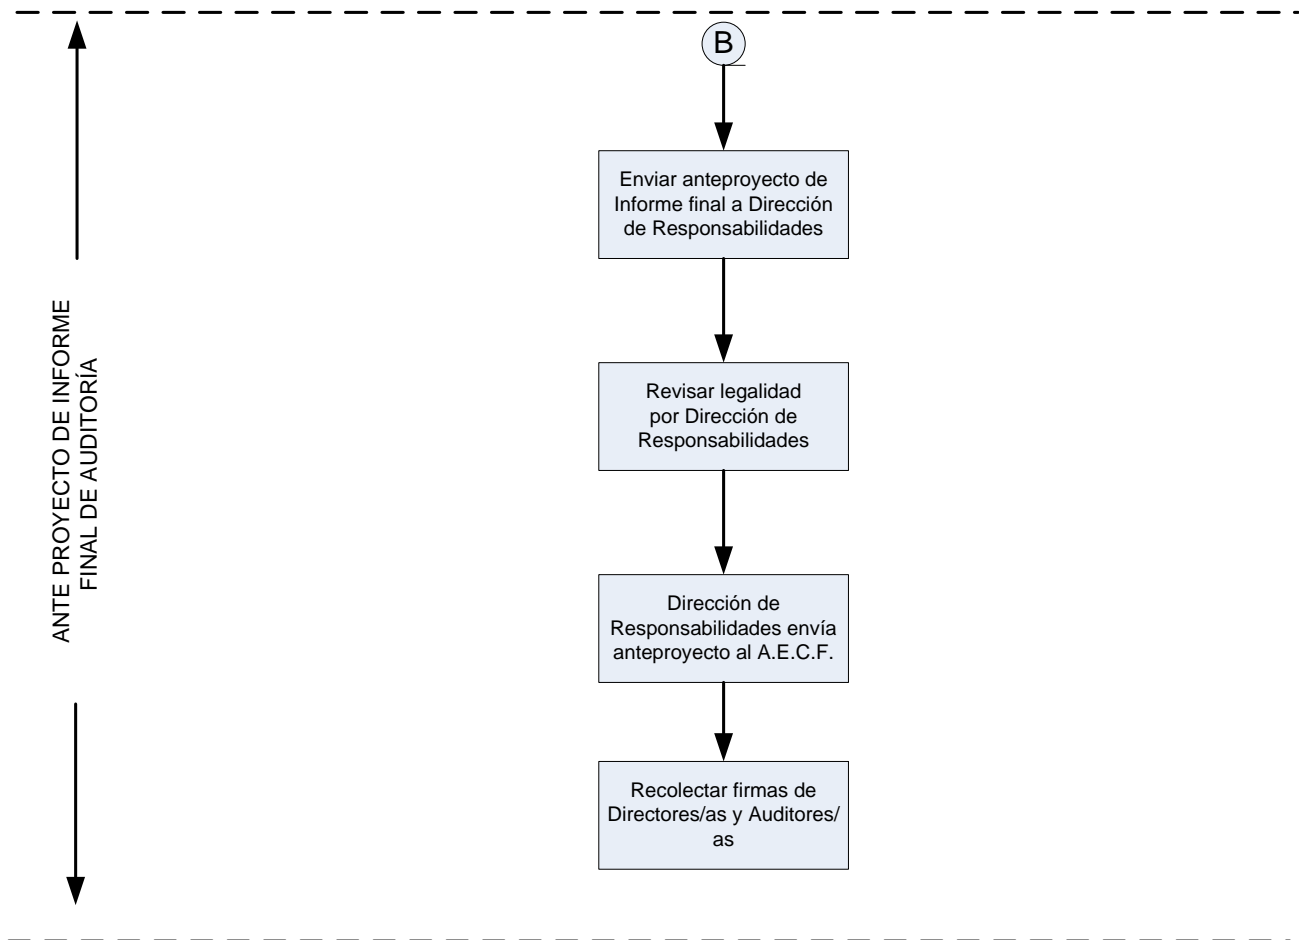 B
Enviar anteproyecto de
Informe final a Dirección
de Responsabilidades
ANTE PROYECTO DE INFORME
FINAL DE AUDITORÍA
Revisar legalidad
por Dirección de
Responsabilidades
Dirección de
Responsabilidades envía
anteproyecto al A.E.C.F.
Recolectar firmas de
Directores/as y Auditores/
as